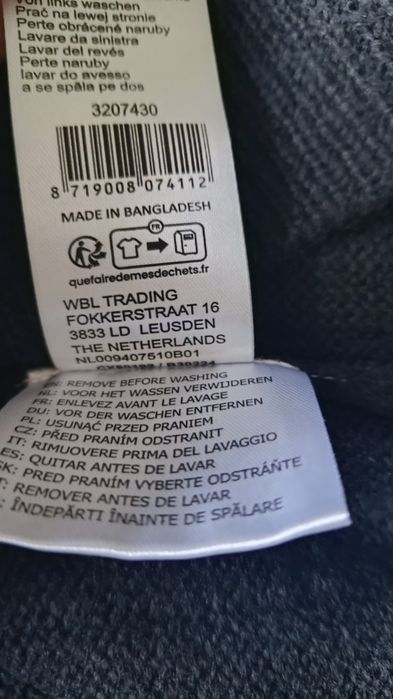 Von links waschen
Prać na lewej stronie
Perte obrácené naruby
Lavare da sinistra
Lavar del revés
Perte naruby
lavar do avesso
a se spăla pe dos
3207430
8 719008 074112
MADE IN BANGLADESH
FR
quefairedemesdechets.fr
WBL TRADING
FOKKERSTRAAT 16
3833 LD LEUSDEN
THE NETHERLANDS
NL009407510B01
EN: REMOVE BEFORE WASHING
NL: VOOR HET WASSEN VERWIJDEREN
FR: ENLEVEZ AVANT LE LAVAGE
DU: VOR DER WASCHEN ENTFERNEN
PL: USUNĄĆ PRZED PRANIEM
CZ: PŘED PRANÍM ODSTRANIT
IT: RIMUOVERE PRIMA DEL LAVAGGIO
ES: QUITAR ANTES DE LAVAR
SK: PRED PRANÍM VYBERTE ODSTRÁŇTE
: REMOVER ANTES DE LAVAR
: ÎNDEPĂRTI ÎNAINTE DE SPĂLARE